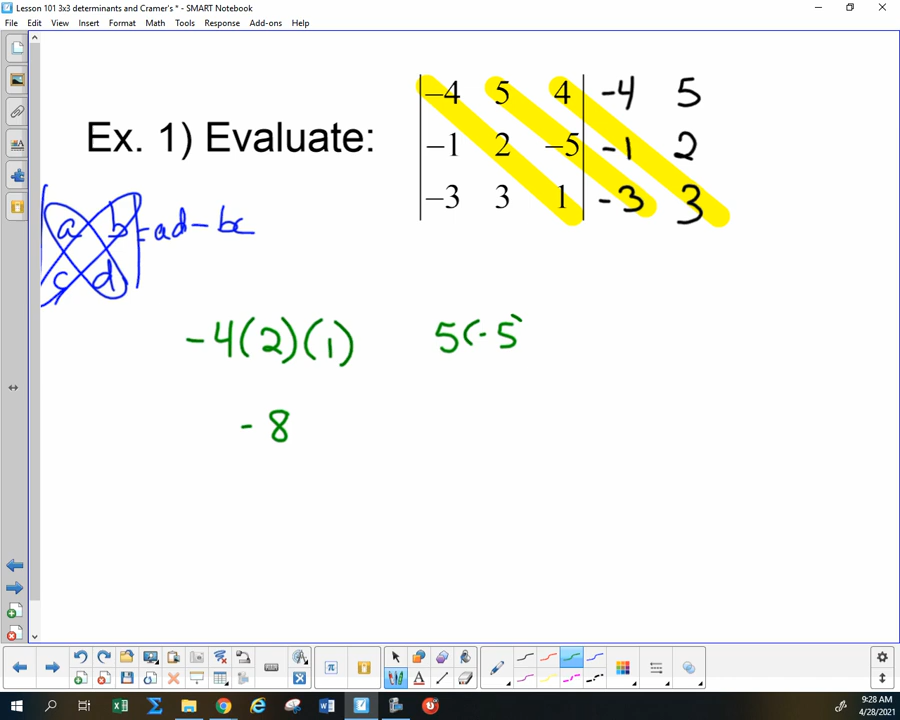 Lesson 101 3x3 determinants and Cramer's * - SMART Notebook
File Edit View Insert Format Math Tools Response Add-ons Help
−4 5 4 -4 5
Ex. 1) Evaluate:
−1 2 −5 -1 2
−3 3 1 -3 3
a b = ad - bc
c d
-4(2)(1) 5(-5)
-8
9:28 AM
4/28/2021